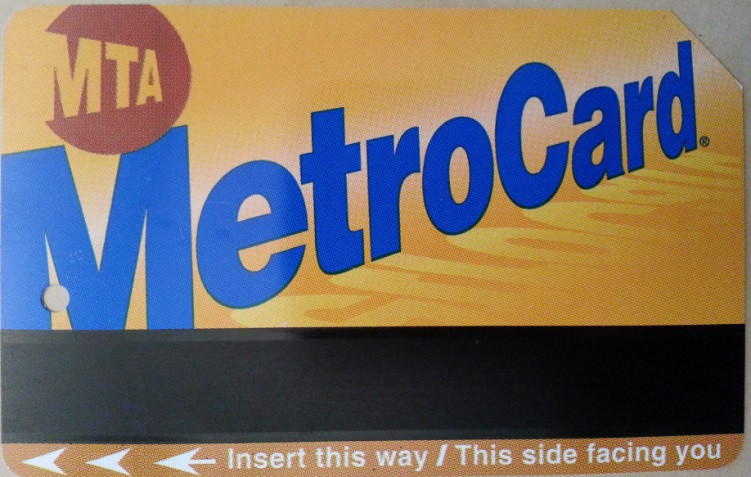 MTA
MetroCard®
Insert this way / This side facing you